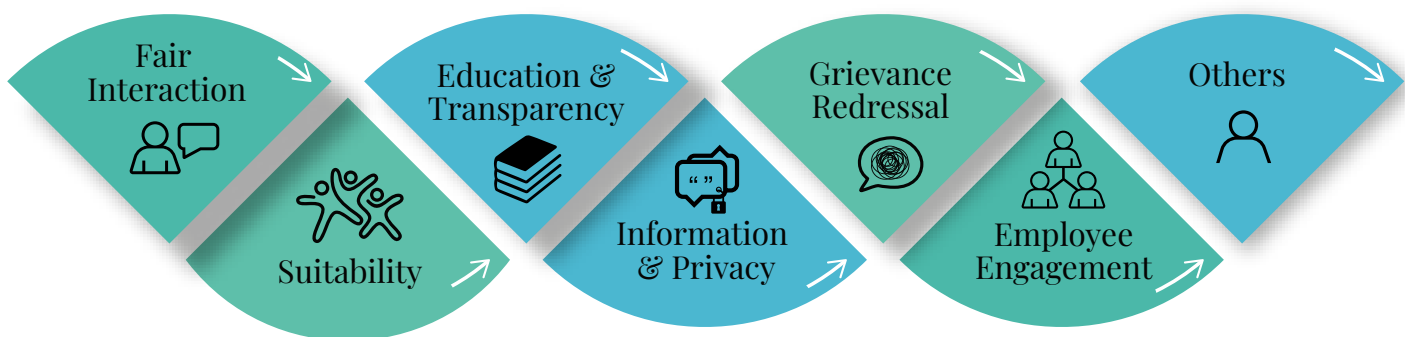 Fair
Interaction
Suitability
Education &
Transparency
“ ”
Information
& Privacy
Grievance
Redressal
Employee
Engagement
Others